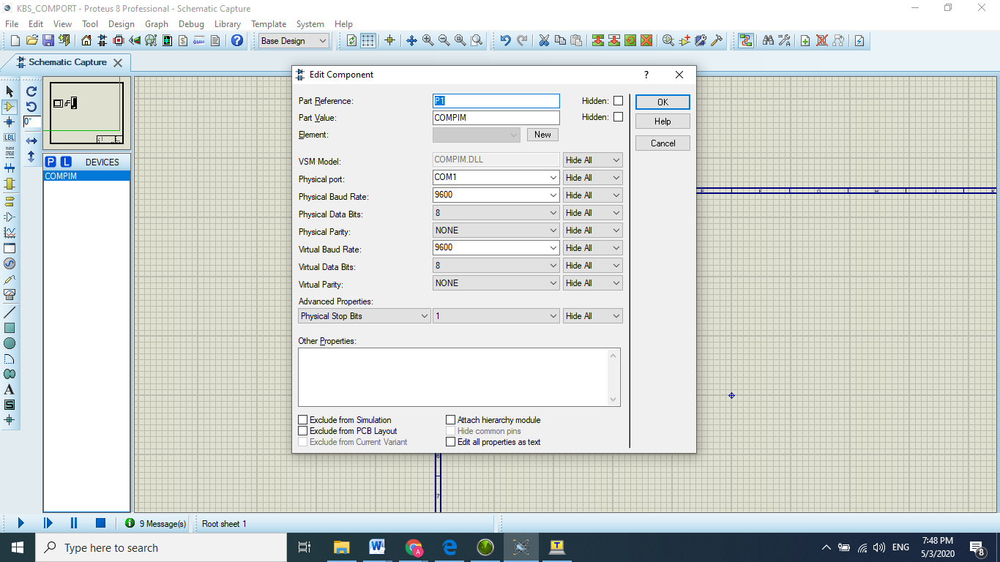 KBS_COMPORT - Proteus 8 Professional - Schematic Capture
File Edit View Tool Design Graph Debug Library Template System Help
Base Design
Schematic Capture
Edit Component ?
Part Reference: P1 Hidden: OK
Part Value: COMPIM Hidden:
Element: New Help
Cancel
VSM Model: COMPIM.DLL Hide All
Physical port: COM1 Hide All
Physical Baud Rate: 9600 Hide All
Physical Data Bits: 8 Hide All
Physical Parity: NONE Hide All
Virtual Baud Rate: 9600 Hide All
Virtual Data Bits: 8 Hide All
Virtual Parity: NONE Hide All
Advanced Properties:
Physical Stop Bits 1 Hide All
Other Properties:
Exclude from Simulation Attach hierarchy module
Exclude from PCB Layout Hide common pins
Exclude from Current Variant Edit all properties as text
0°
LBL
P L DEVICES
COMPIM
A
S
E F G H J K
6
7
9 Message(s) Root sheet 1
Type here to search
ENG
7:48 PM
5/3/2020
8